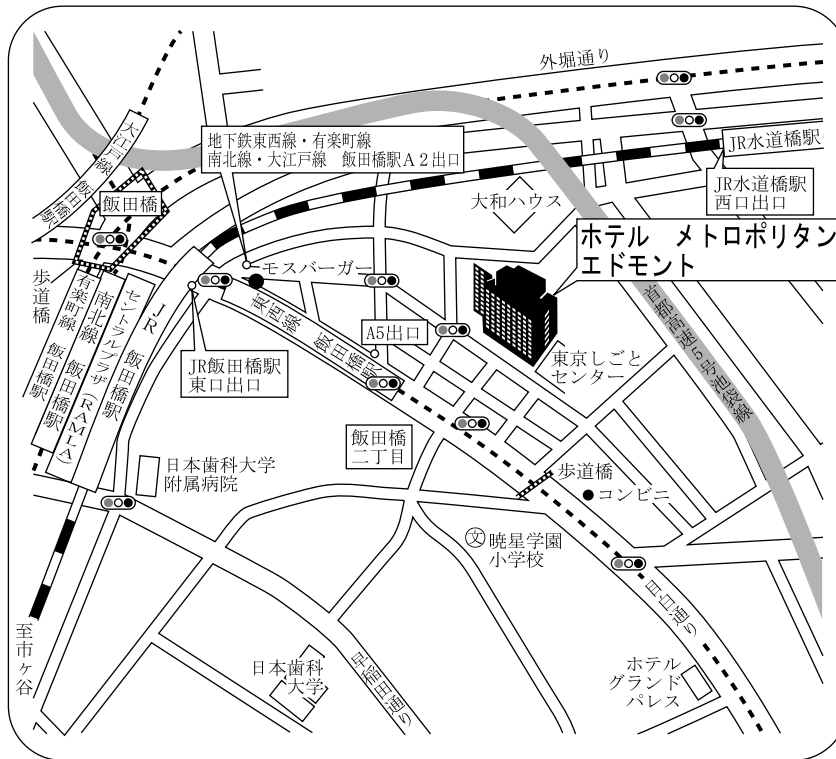 外堀通り
大江戸線 飯田橋駅
地下鉄東西線・有楽町線
南北線・大江戸線 飯田橋駅A2出口
JR水道橋駅
飯田橋
大和ハウス
JR水道橋駅
西口出口
ホテル メトロポリタン
エドモント
歩道橋
モスバーガー
首都高速5号池袋線
有楽町線 飯田橋駅
南北線 飯田橋駅
セントラルプラザ(RAMLA)
JR 飯田橋駅
東西線 飯田橋駅
A5出口
JR飯田橋駅
東口出口
東京しごと
センター
飯田橋
二丁目
日本歯科大学
附属病院
歩道橋
コンビニ
文
暁星学園
小学校
目白通り
至市ヶ谷
日本歯科
大学
早稲田通り
ホテル
グランド
パレス